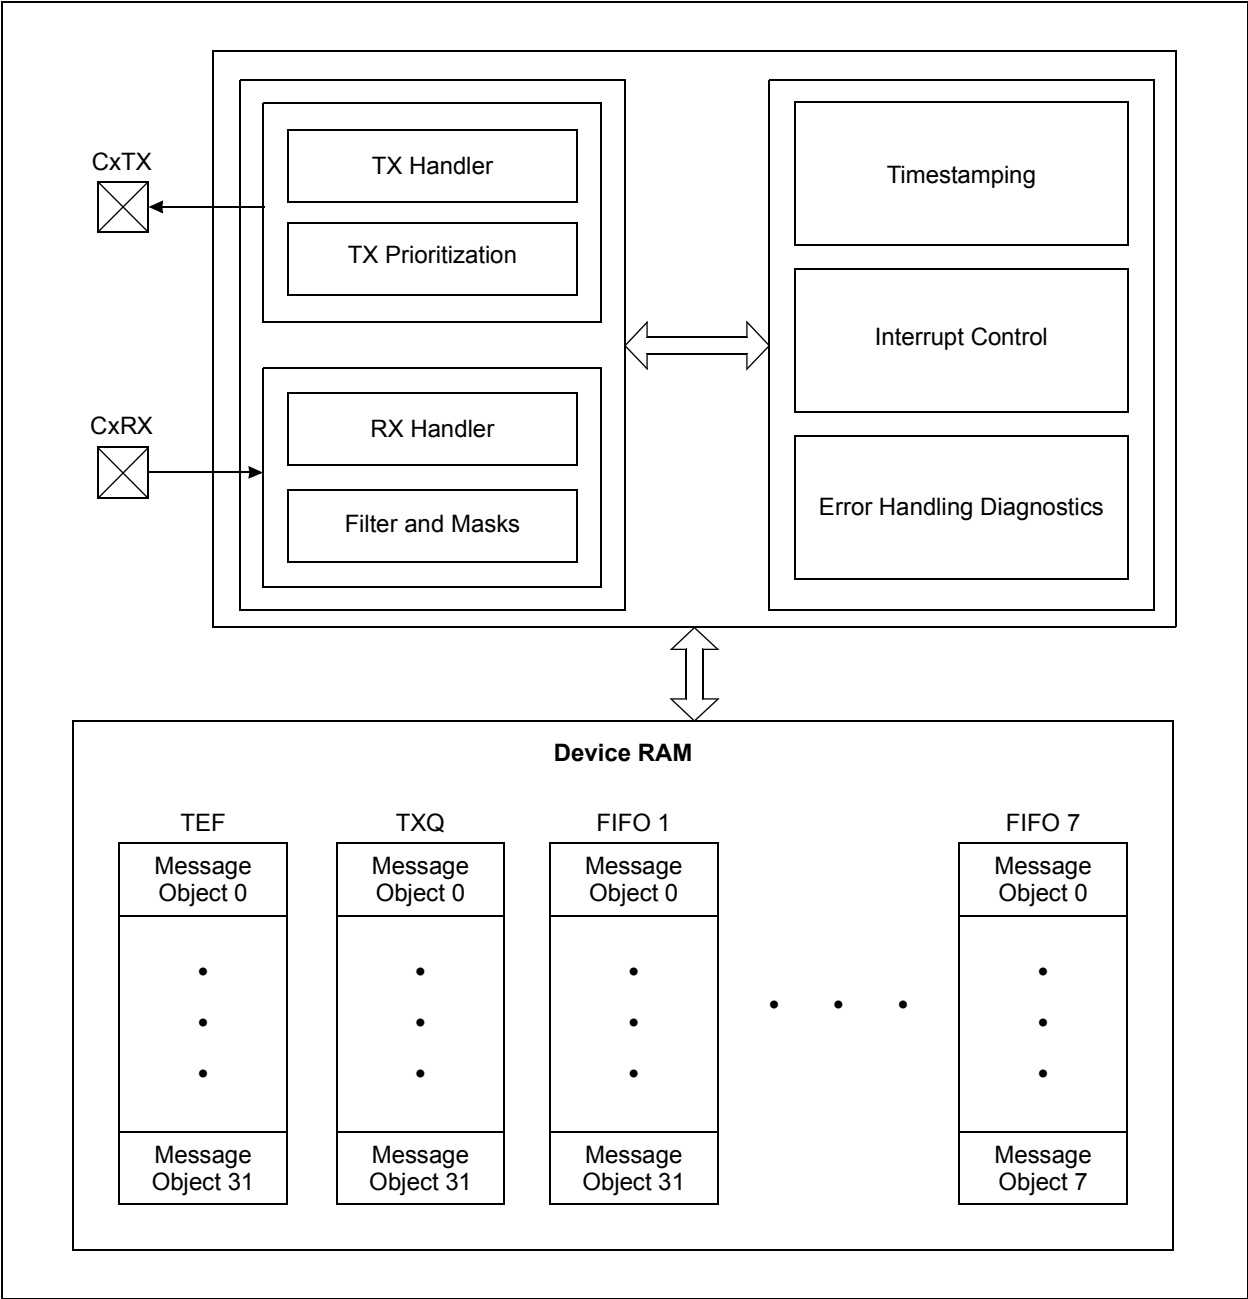 CxTX
TX Handler
TX Prioritization
CxRX
RX Handler
Filter and Masks
Timestamping
Interrupt Control
Error Handling Diagnostics
Device RAM
TEF
Message
Object 0
Message
Object 31
TXQ
Message
Object 0
Message
Object 31
FIFO 1
Message
Object 0
Message
Object 31
FIFO 7
Message
Object 0
Message
Object 7